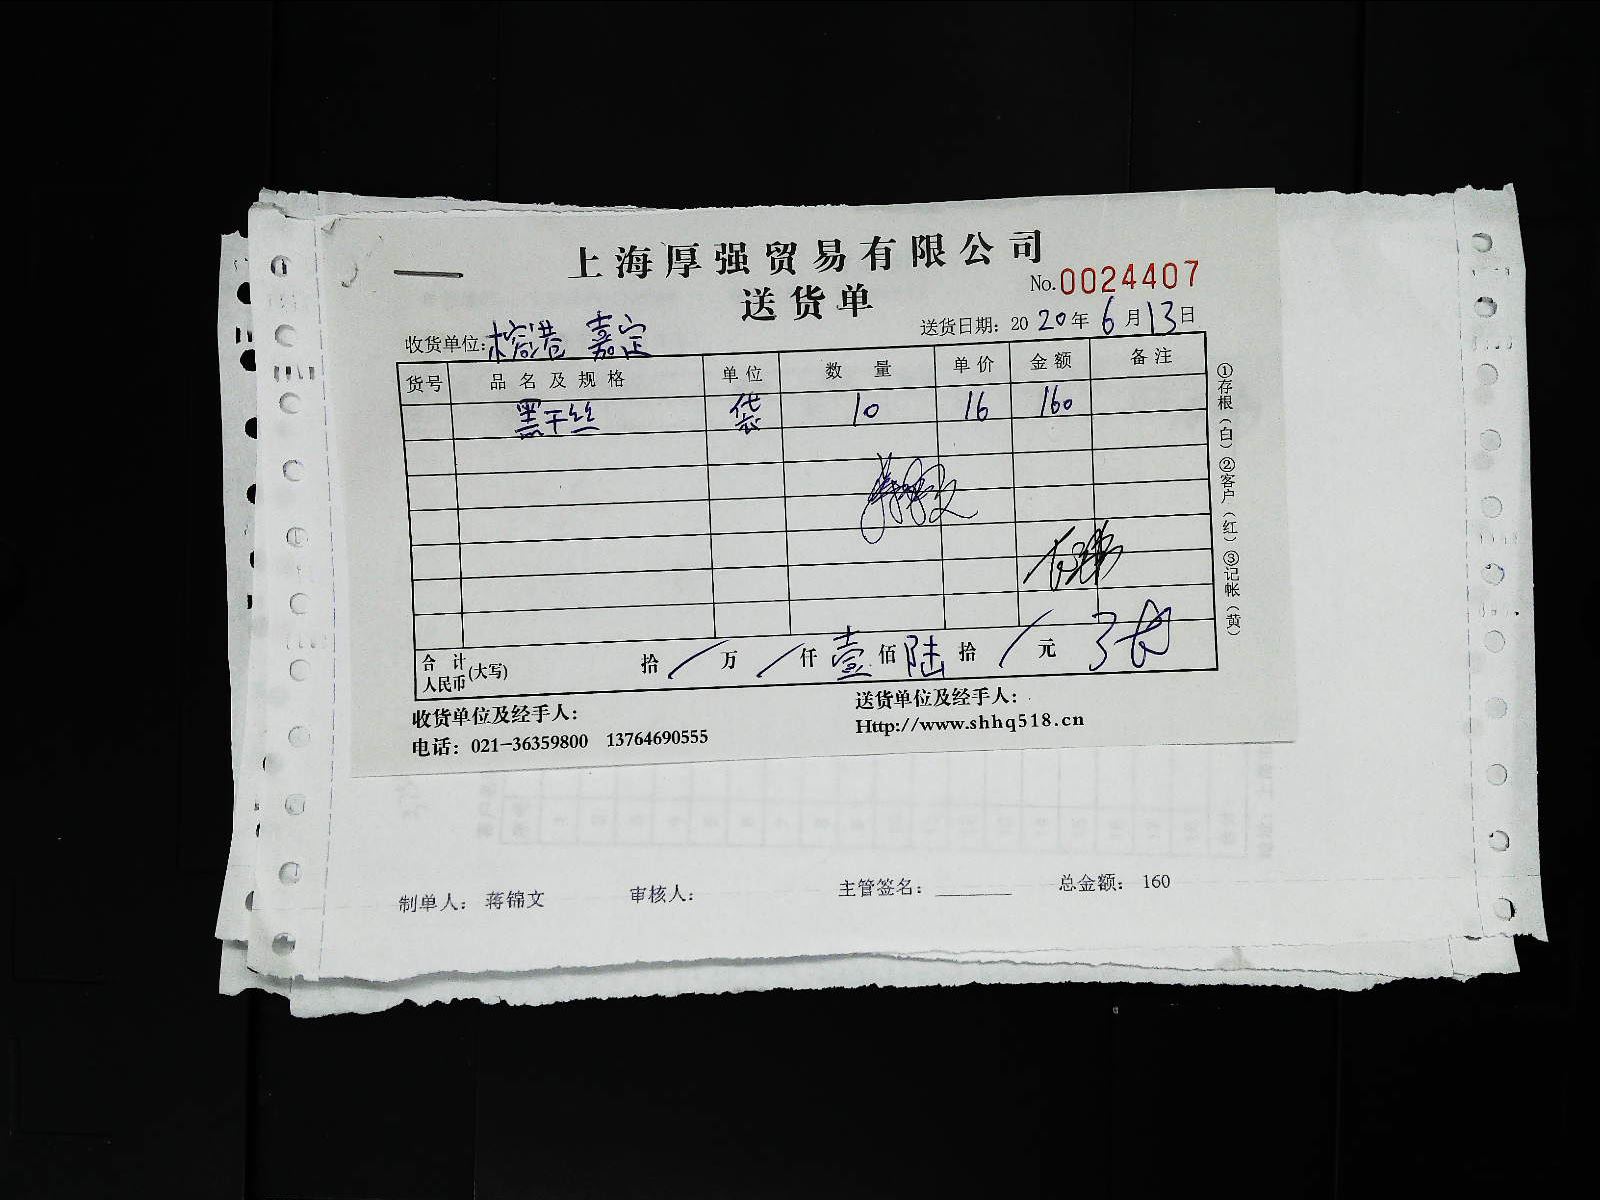 上海厚强贸易有限公司
送货单
No.0024407
收货单位:榕港 嘉定
送货日期: 2020年6月13日
货号 品名及规格 单位 数量 单价 金额 备注
黑干丝 袋 10 16 160
合计人民币(大写) 拾/万/仟壹佰陆拾/元
收货单位及经手人:
送货单位及经手人:
电话: 021-36359800 13764690555
Http://www.shhq518.cn
①存根(白)②客户(红)③记帐(黄)
制单人: 蒋锦文 审核人: 主管签名: 总金额: 160